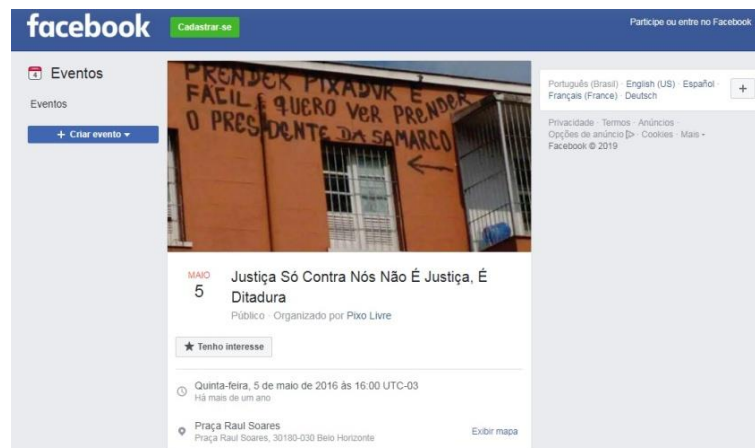 facebook
Cadastrar-se
Participe ou entre no Facebook
4
Eventos
Eventos
+ Criar evento
PRENDER PIXADOR É
FÁCIL, QUERO VER PRENDER
O PRESIDENTE DA SAMARCO
MAIO
5
Justiça Só Contra Nós Não É Justiça, É
Ditadura
Público · Organizado por Pixo Livre
★ Tenho interesse
Quinta-feira, 5 de maio de 2016 às 16:00 UTC-03
Há mais de um ano
Praça Raul Soares
Praça Raul Soares, 30180-030 Belo Horizonte
Exibir mapa
Português (Brasil) · English (US) · Español ·
Français (France) · Deutsch
+
Privacidade · Termos · Anúncios ·
Opções de anúncio · Cookies · Mais
Facebook © 2019